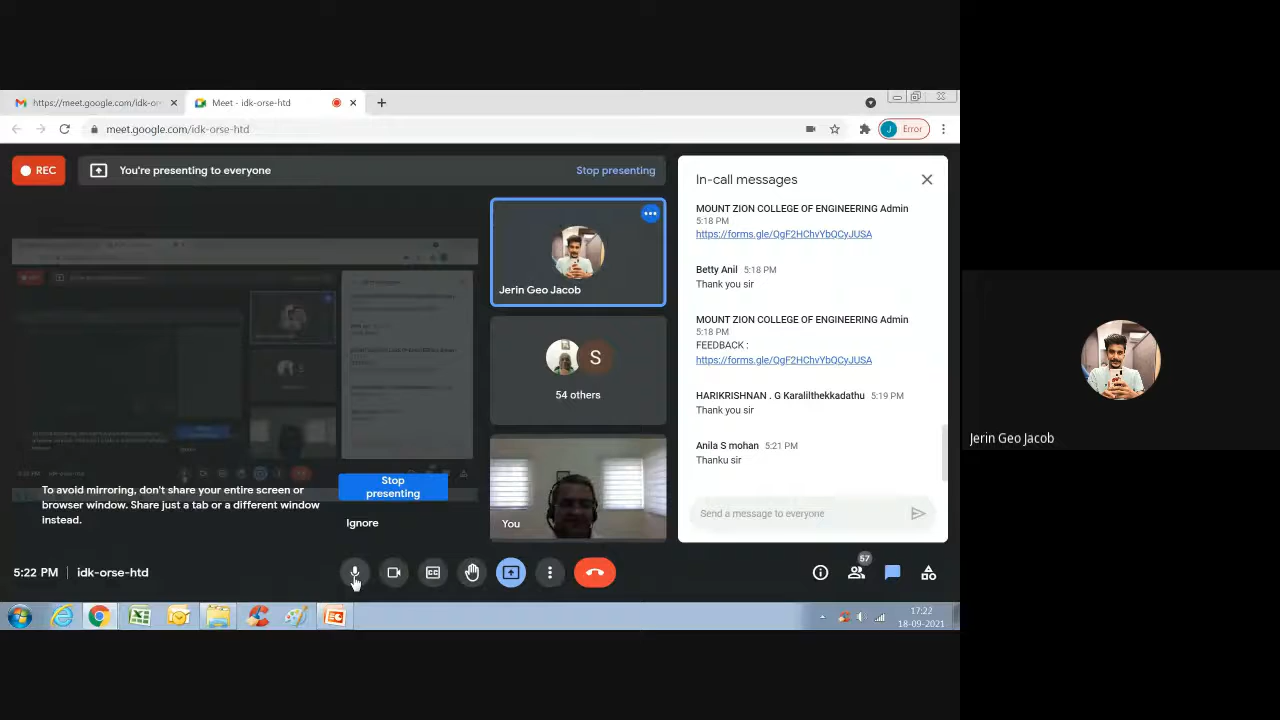 https://meet.google.com/idk-or
Meet - idk-orse-htd
meet.google.com/idk-orse-htd
J
Error
REC
You're presenting to everyone
Stop presenting
To avoid mirroring, don't share your entire screen or
browser window. Share just a tab or a different window
instead.
Stop
presenting
Ignore
Jerin Geo Jacob
S
54 others
You
In-call messages
MOUNT ZION COLLEGE OF ENGINEERING Admin
5:18 PM
https://forms.gle/QgF2HChvYbQCyJUSA
Betty Anil 5:18 PM
Thank you sir
MOUNT ZION COLLEGE OF ENGINEERING Admin
5:18 PM
FEEDBACK :
https://forms.gle/QgF2HChvYbQCyJUSA
HARIKRISHNAN . G Karalilthekkadathu 5:19 PM
Thank you sir
Anila S mohan 5:21 PM
Thanku sir
Send a message to everyone
5:22 PM | idk-orse-htd
57
17:22
18-09-2021
Jerin Geo Jacob